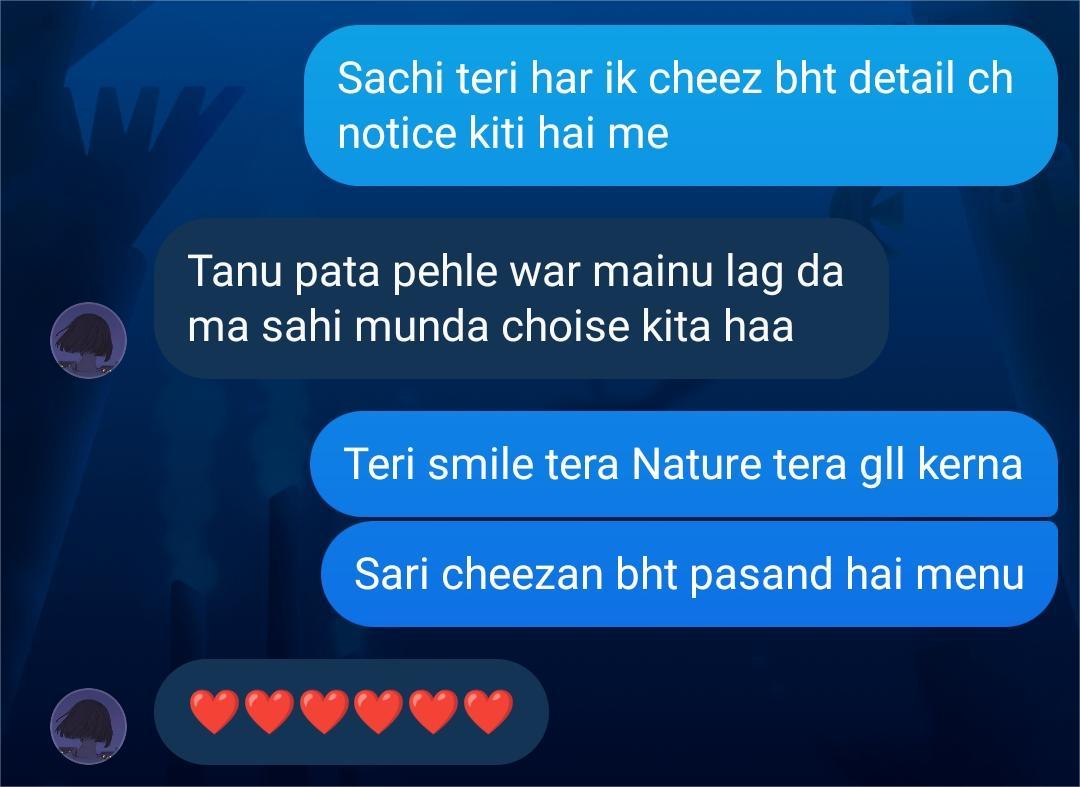 Sachi teri har ik cheez bht detail ch
notice kiti hai me
Tanu pata pehle war mainu lag da
ma sahi munda choise kita haa
Teri smile tera Nature tera gll kerna
Sari cheezan bht pasand hai menu
❤️❤️❤️❤️❤️❤️